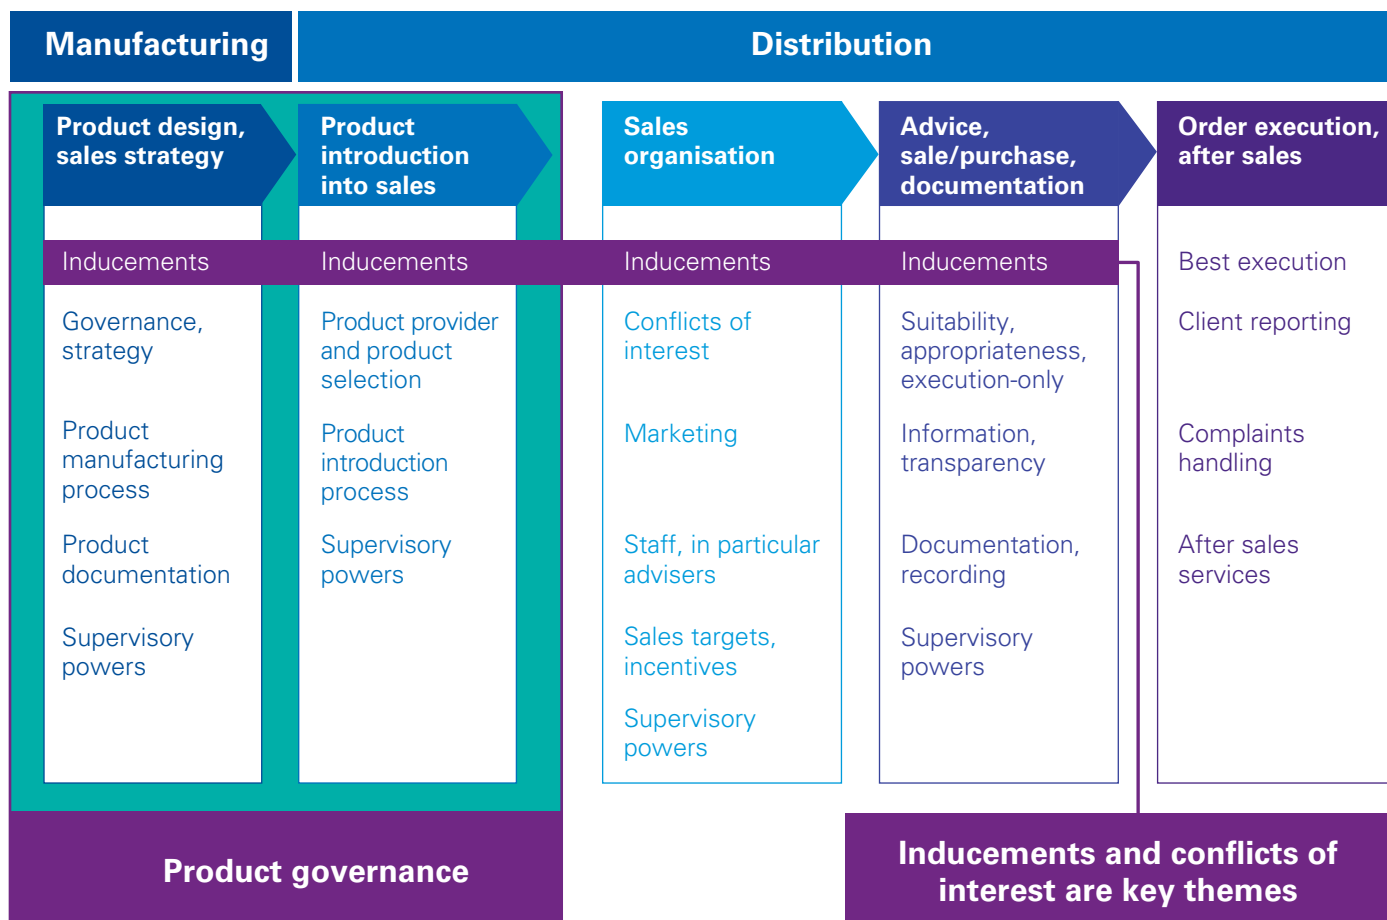 Manufacturing
Distribution
Product design,
sales strategy
Product
introduction
into sales
Sales
organisation
Advice,
sale/purchase,
documentation
Order execution,
after sales
Inducements
Governance,
strategy
Product
manufacturing
process
Product
documentation
Supervisory
powers
Inducements
Product provider
and product
selection
Product
introduction
process
Supervisory
powers
Inducements
Conflicts of
interest
Marketing
Staff, in particular
advisers
Sales targets,
incentives
Supervisory
powers
Inducements
Suitability,
appropriateness,
execution-only
Information,
transparency
Documentation,
recording
Supervisory
powers
Best execution
Client reporting
Complaints
handling
After sales
services
Product governance
Inducements and conflicts of
interest are key themes